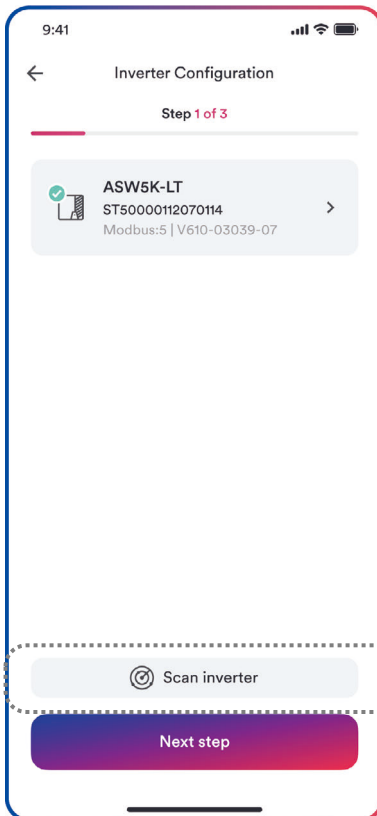 9:41
Inverter Configuration
Step 1 of 3
ASW5K-LT
ST50000112070114
Modbus:5 | V610-03039-07
Scan inverter
Next step